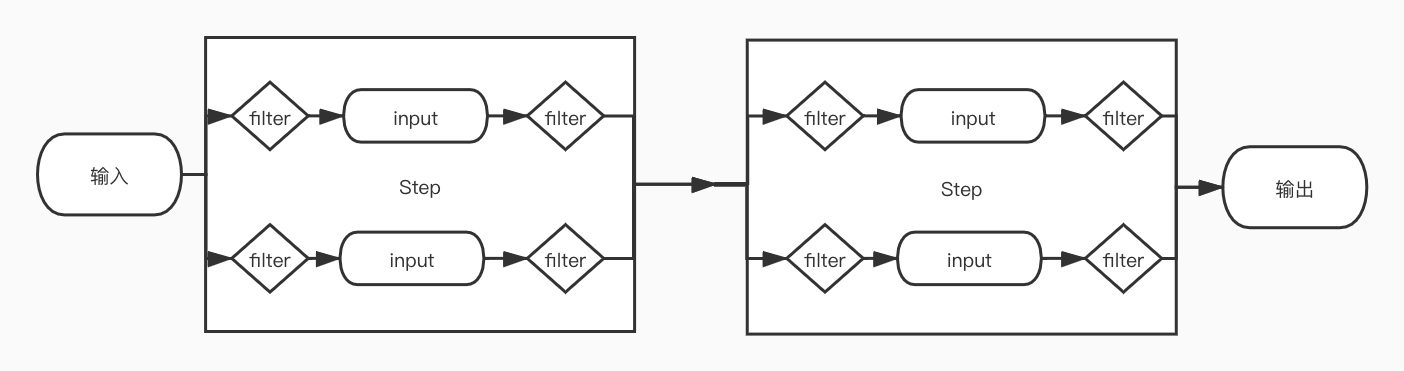 输入
filter
input
filter
Step
filter
input
filter
filter
input
filter
Step
filter
input
filter
输出